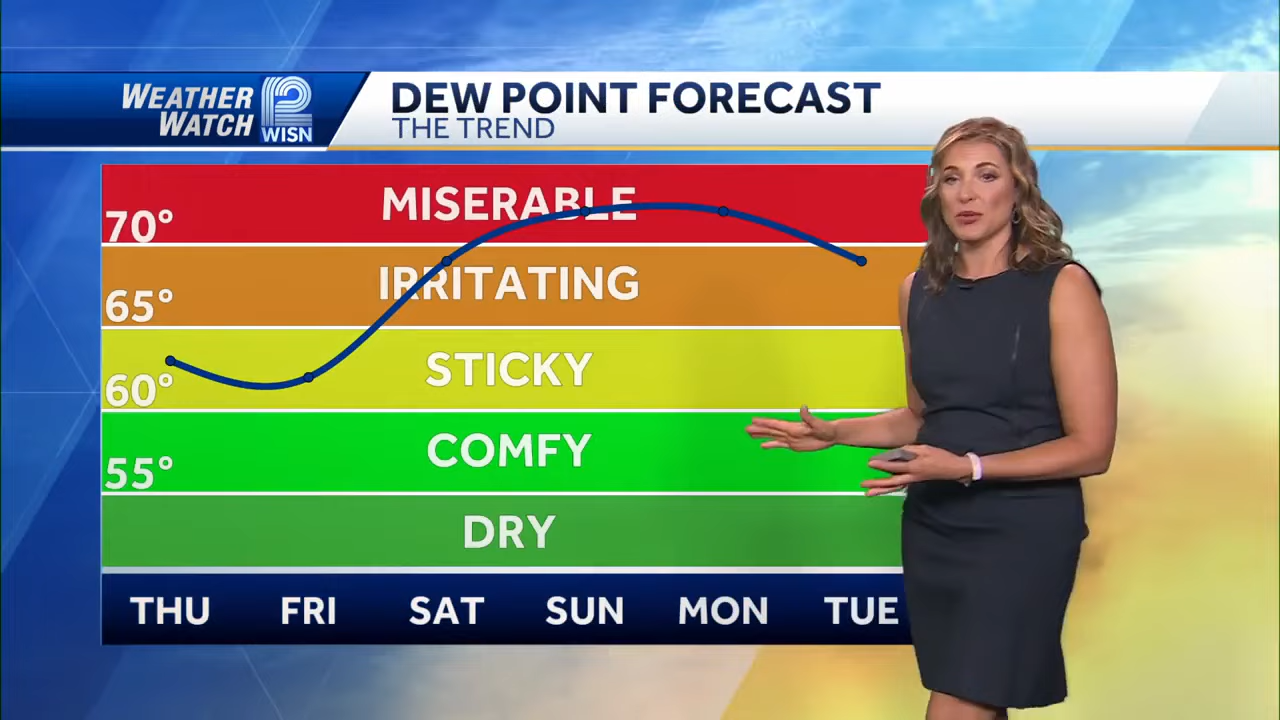 WEATHER
WATCH
12
WISN
DEW POINT FORECAST
THE TREND
MISERABLE
70°
IRRITATING
65°
STICKY
60°
COMFY
55°
DRY
THU FRI SAT SUN MON TUE